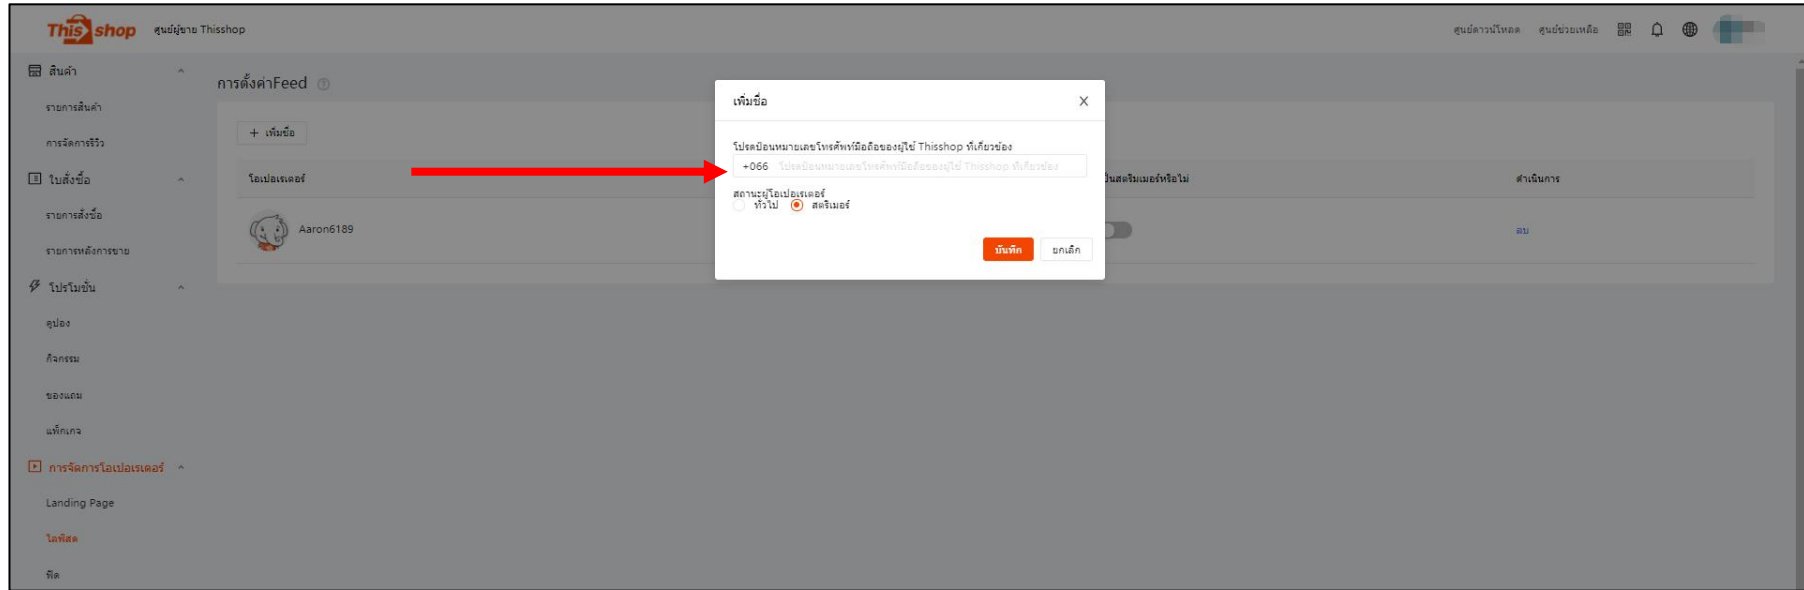 This shop ศูนย์ผู้ขาย Thisshop
ศูนย์ดาวน์โหลด ศูนย์ช่วยเหลือ
สินค้า
รายการสินค้า
การจัดการรีวิว
ใบสั่งซื้อ
รายการสั่งซื้อ
รายการหลังการขาย
โปรโมชั่น
คูปอง
กิจกรรม
ของแถม
แพ็กเกจ
การจัดการโอเปอเรเตอร์
Landing Page
ไลฟ์สด
ฟีด
การตั้งค่าFeed
+ เพิ่มชื่อ
โอเปอเรเตอร์
ป็นสตริมเมอร์หรือไม่
ดำเนินการ
Aaron6189
ลบ
เพิ่มชื่อ
โปรดป้อนหมายเลขโทรศัพท์มือถือของผู้ใช้ Thisshop ที่เกี่ยวข้อง
+066 โปรดป้อนหมายเลขโทรศัพท์มือถือของผู้ใช้ Thisshop ที่เกี่ยวข้อง
สถานะผู้โอเปอเรเตอร์
ทั่วไป สตริเมอร์
บันทึก ยกเลิก